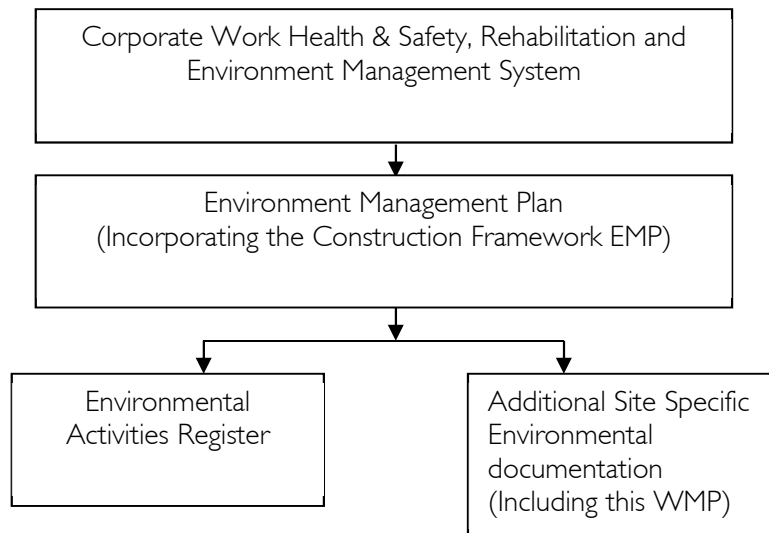 Corporate Work Health & Safety, Rehabilitation and
Environment Management System
Environment Management Plan
(Incorporating the Construction Framework EMP)
Environmental
Activities Register
Additional Site Specific
Environmental
documentation
(Including this WMP)